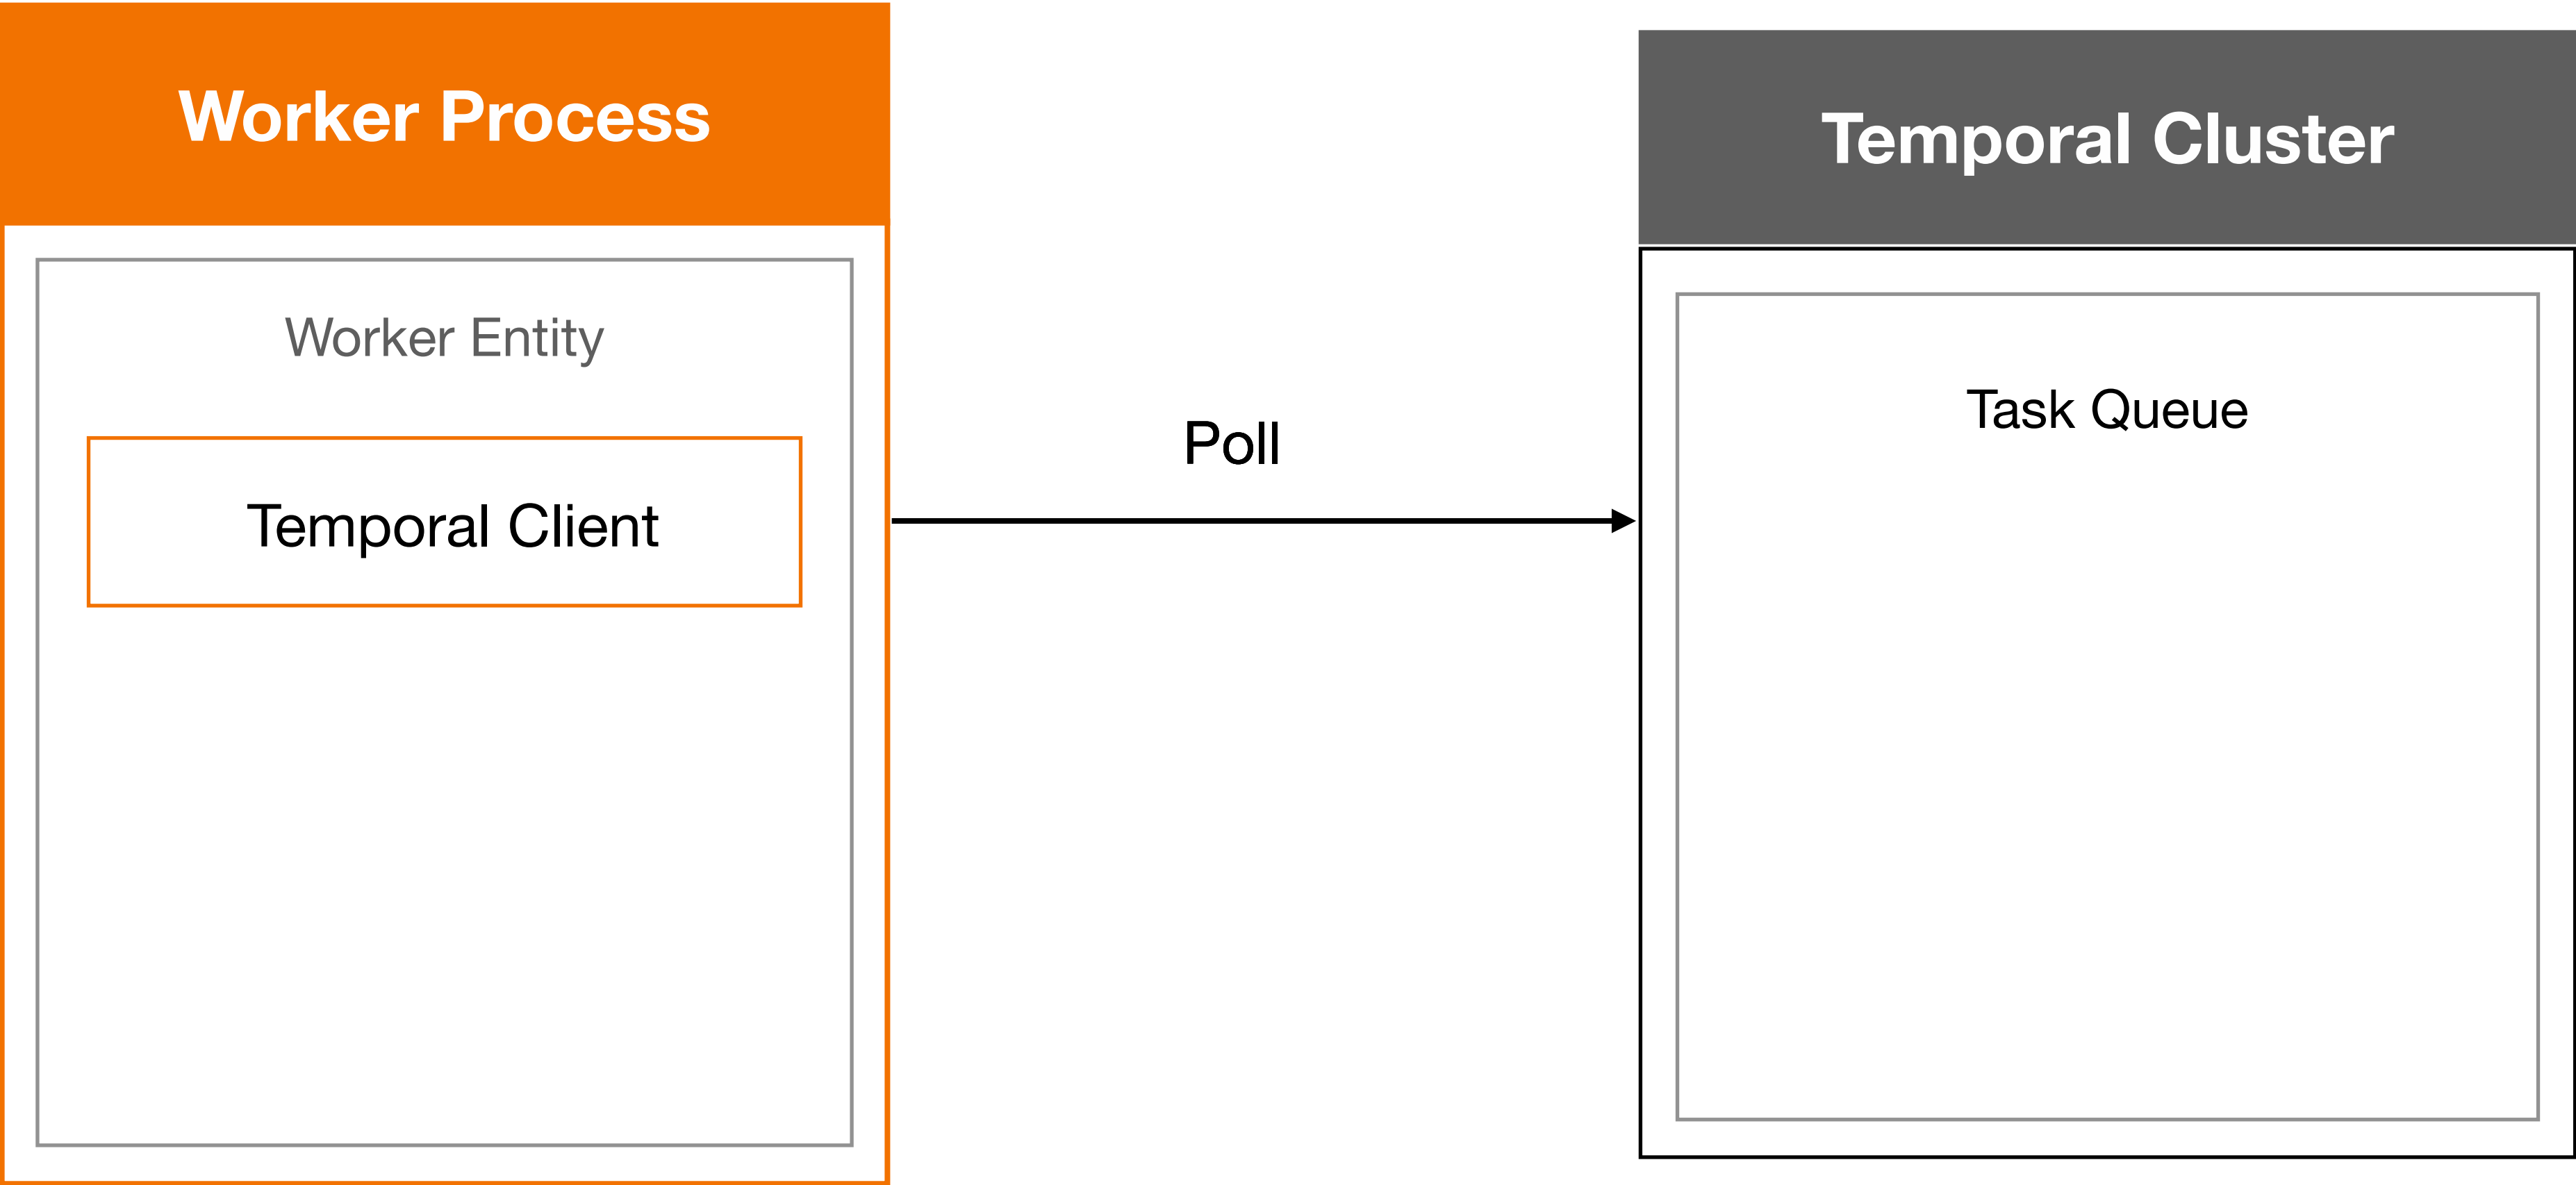 Worker Process
Worker Entity
Temporal Client
Poll
Temporal Cluster
Task Queue